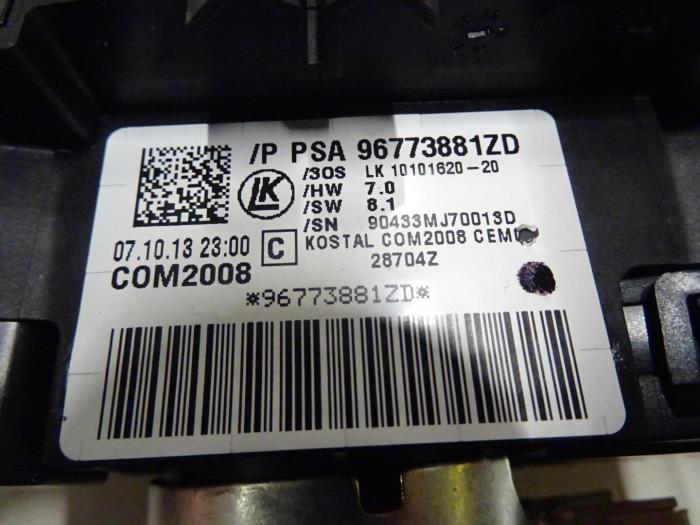 /P PSA 96773881ZD
/3OS LK 10101620-20
LK
/HW 7.0
/SW 8.1
/SN 90433MJ70013D
07.10.13 23:00 C KOSTAL COM2008 CEM
COM2008 28704Z
*96773881ZD*